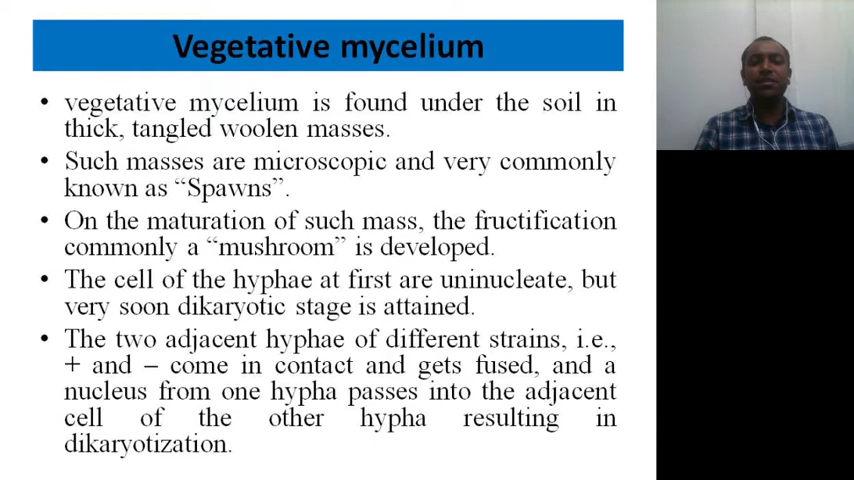 Vegetative mycelium
• vegetative mycelium is found under the soil in
thick, tangled woolen masses.
• Such masses are microscopic and very commonly
known as “Spawns”.
• On the maturation of such mass, the fructification
commonly a “mushroom” is developed.
• The cell of the hyphae at first are uninucleate, but
very soon dikaryotic stage is attained.
• The two adjacent hyphae of different strains, i.e.,
+ and – come in contact and gets fused, and a
nucleus from one hypha passes into the adjacent
cell of the other hypha resulting in
dikaryotization.